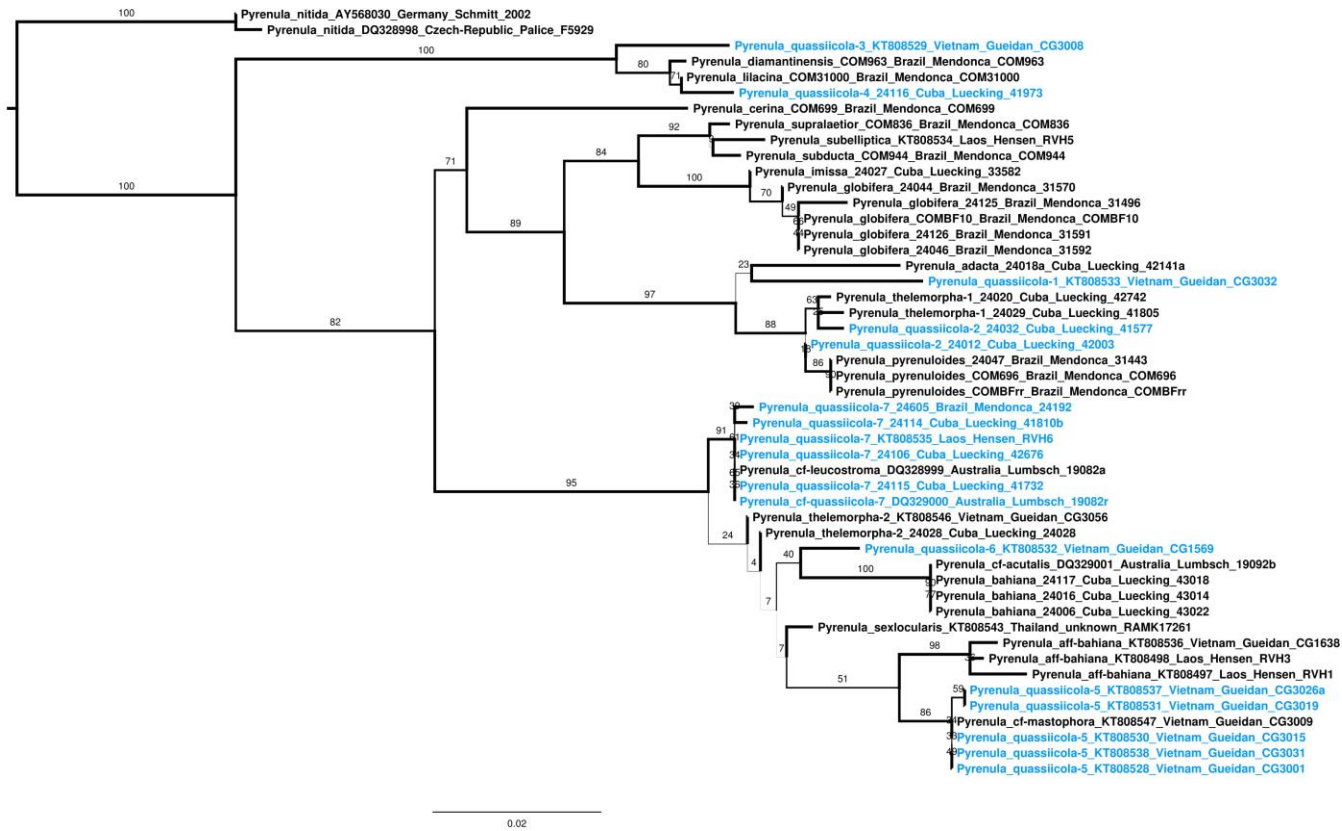 Pyrenula_nitida_AY568030_Germany_Schmitt_2002
100
Pyrenula_nitida_DQ328998_Czech-Republic_Palice_F5929
Pyrenula_quassiicola-3_KT808529_Vietnam_Gueidan_CG3008
100
Pyrenula_diamantinensis_COM963_Brazil_Mendonca_COM963
80
Pyrenula_lilacina_COM31000_Brazil_Mendonca_COM31000
71
Pyrenula_quassiicola-4_24116_Cuba_Luecking_41973
Pyrenula_cerina_COM699_Brazil_Mendonca_COM699
Pyrenula_supralaetior_COM836_Brazil_Mendonca_COM836
92
Pyrenula_subelliptica_KT808534_Laos_Hensen_RVH5
Pyrenula_subducta_COM944_Brazil_Mendonca_COM944
84
71
Pyrenula_imissa_24027_Cuba_Luecking_33582
100
Pyrenula_globifera_24044_Brazil_Mendonca_31570
100
70
Pyrenula_globifera_24125_Brazil_Mendonca_31496
49
Pyrenula_globifera_COMBF10_Brazil_Mendonca_COMBF10
89
Pyrenula_globifera_24126_Brazil_Mendonca_31591
Pyrenula_globifera_24046_Brazil_Mendonca_31592
Pyrenula_adacta_24018a_Cuba_Luecking_42141a
23
Pyrenula_quassiicola-1_KT808533_Vietnam_Gueidan_CG3032
97
Pyrenula_thelemorpha-1_24020_Cuba_Luecking_42742
63
Pyrenula_thelemorpha-1_24029_Cuba_Luecking_41805
82
88
Pyrenula_quassiicola-2_24032_Cuba_Luecking_41577
Pyrenula_quassiicola-2_24012_Cuba_Luecking_42003
Pyrenula_pyrenuloides_24047_Brazil_Mendonca_31443
86
Pyrenula_pyrenuloides_COM696_Brazil_Mendonca_COM696
Pyrenula_pyrenuloides_COMBFrr_Brazil_Mendonca_COMBFrr
Pyrenula_quassiicola-7_24605_Brazil_Mendonca_24192
Pyrenula_quassiicola-7_24114_Cuba_Luecking_41810b
91
Pyrenula_quassiicola-7_KT808535_Laos_Hensen_RVH6
Pyrenula_quassiicola-7_24106_Cuba_Luecking_42676
Pyrenula_cf-leucostroma_DQ328999_Australia_Lumbsch_19082a
95
Pyrenula_quassiicola-7_24115_Cuba_Luecking_41732
Pyrenula_cf-quassiicola-7_DQ329000_Australia_Lumbsch_19082r
Pyrenula_thelemorpha-2_KT808546_Vietnam_Gueidan_CG3056
24
Pyrenula_thelemorpha-2_24028_Cuba_Luecking_24028
Pyrenula_quassiicola-6_KT808532_Vietnam_Gueidan_CG1569
40
4
Pyrenula_cf-acutalis_DQ329001_Australia_Lumbsch_19092b
100
Pyrenula_bahiana_24117_Cuba_Luecking_43018
Pyrenula_bahiana_24016_Cuba_Luecking_43014
7
Pyrenula_bahiana_24006_Cuba_Luecking_43022
Pyrenula_sexlocularis_KT808543_Thailand_unknown_RAMK17261
Pyrenula_aff-bahiana_KT808536_Vietnam_Gueidan_CG1638
7
98
Pyrenula_aff-bahiana_KT808498_Laos_Hensen_RVH3
Pyrenula_aff-bahiana_KT808497_Laos_Hensen_RVH1
51
Pyrenula_quassiicola-5_KT808537_Vietnam_Gueidan_CG3026a
59
Pyrenula_quassiicola-5_KT808531_Vietnam_Gueidan_CG3019
86
Pyrenula_cf-mastophora_KT808547_Vietnam_Gueidan_CG3009
Pyrenula_quassiicola-5_KT808530_Vietnam_Gueidan_CG3015
Pyrenula_quassiicola-5_KT808538_Vietnam_Gueidan_CG3031
Pyrenula_quassiicola-5_KT808528_Vietnam_Gueidan_CG3001
0.02